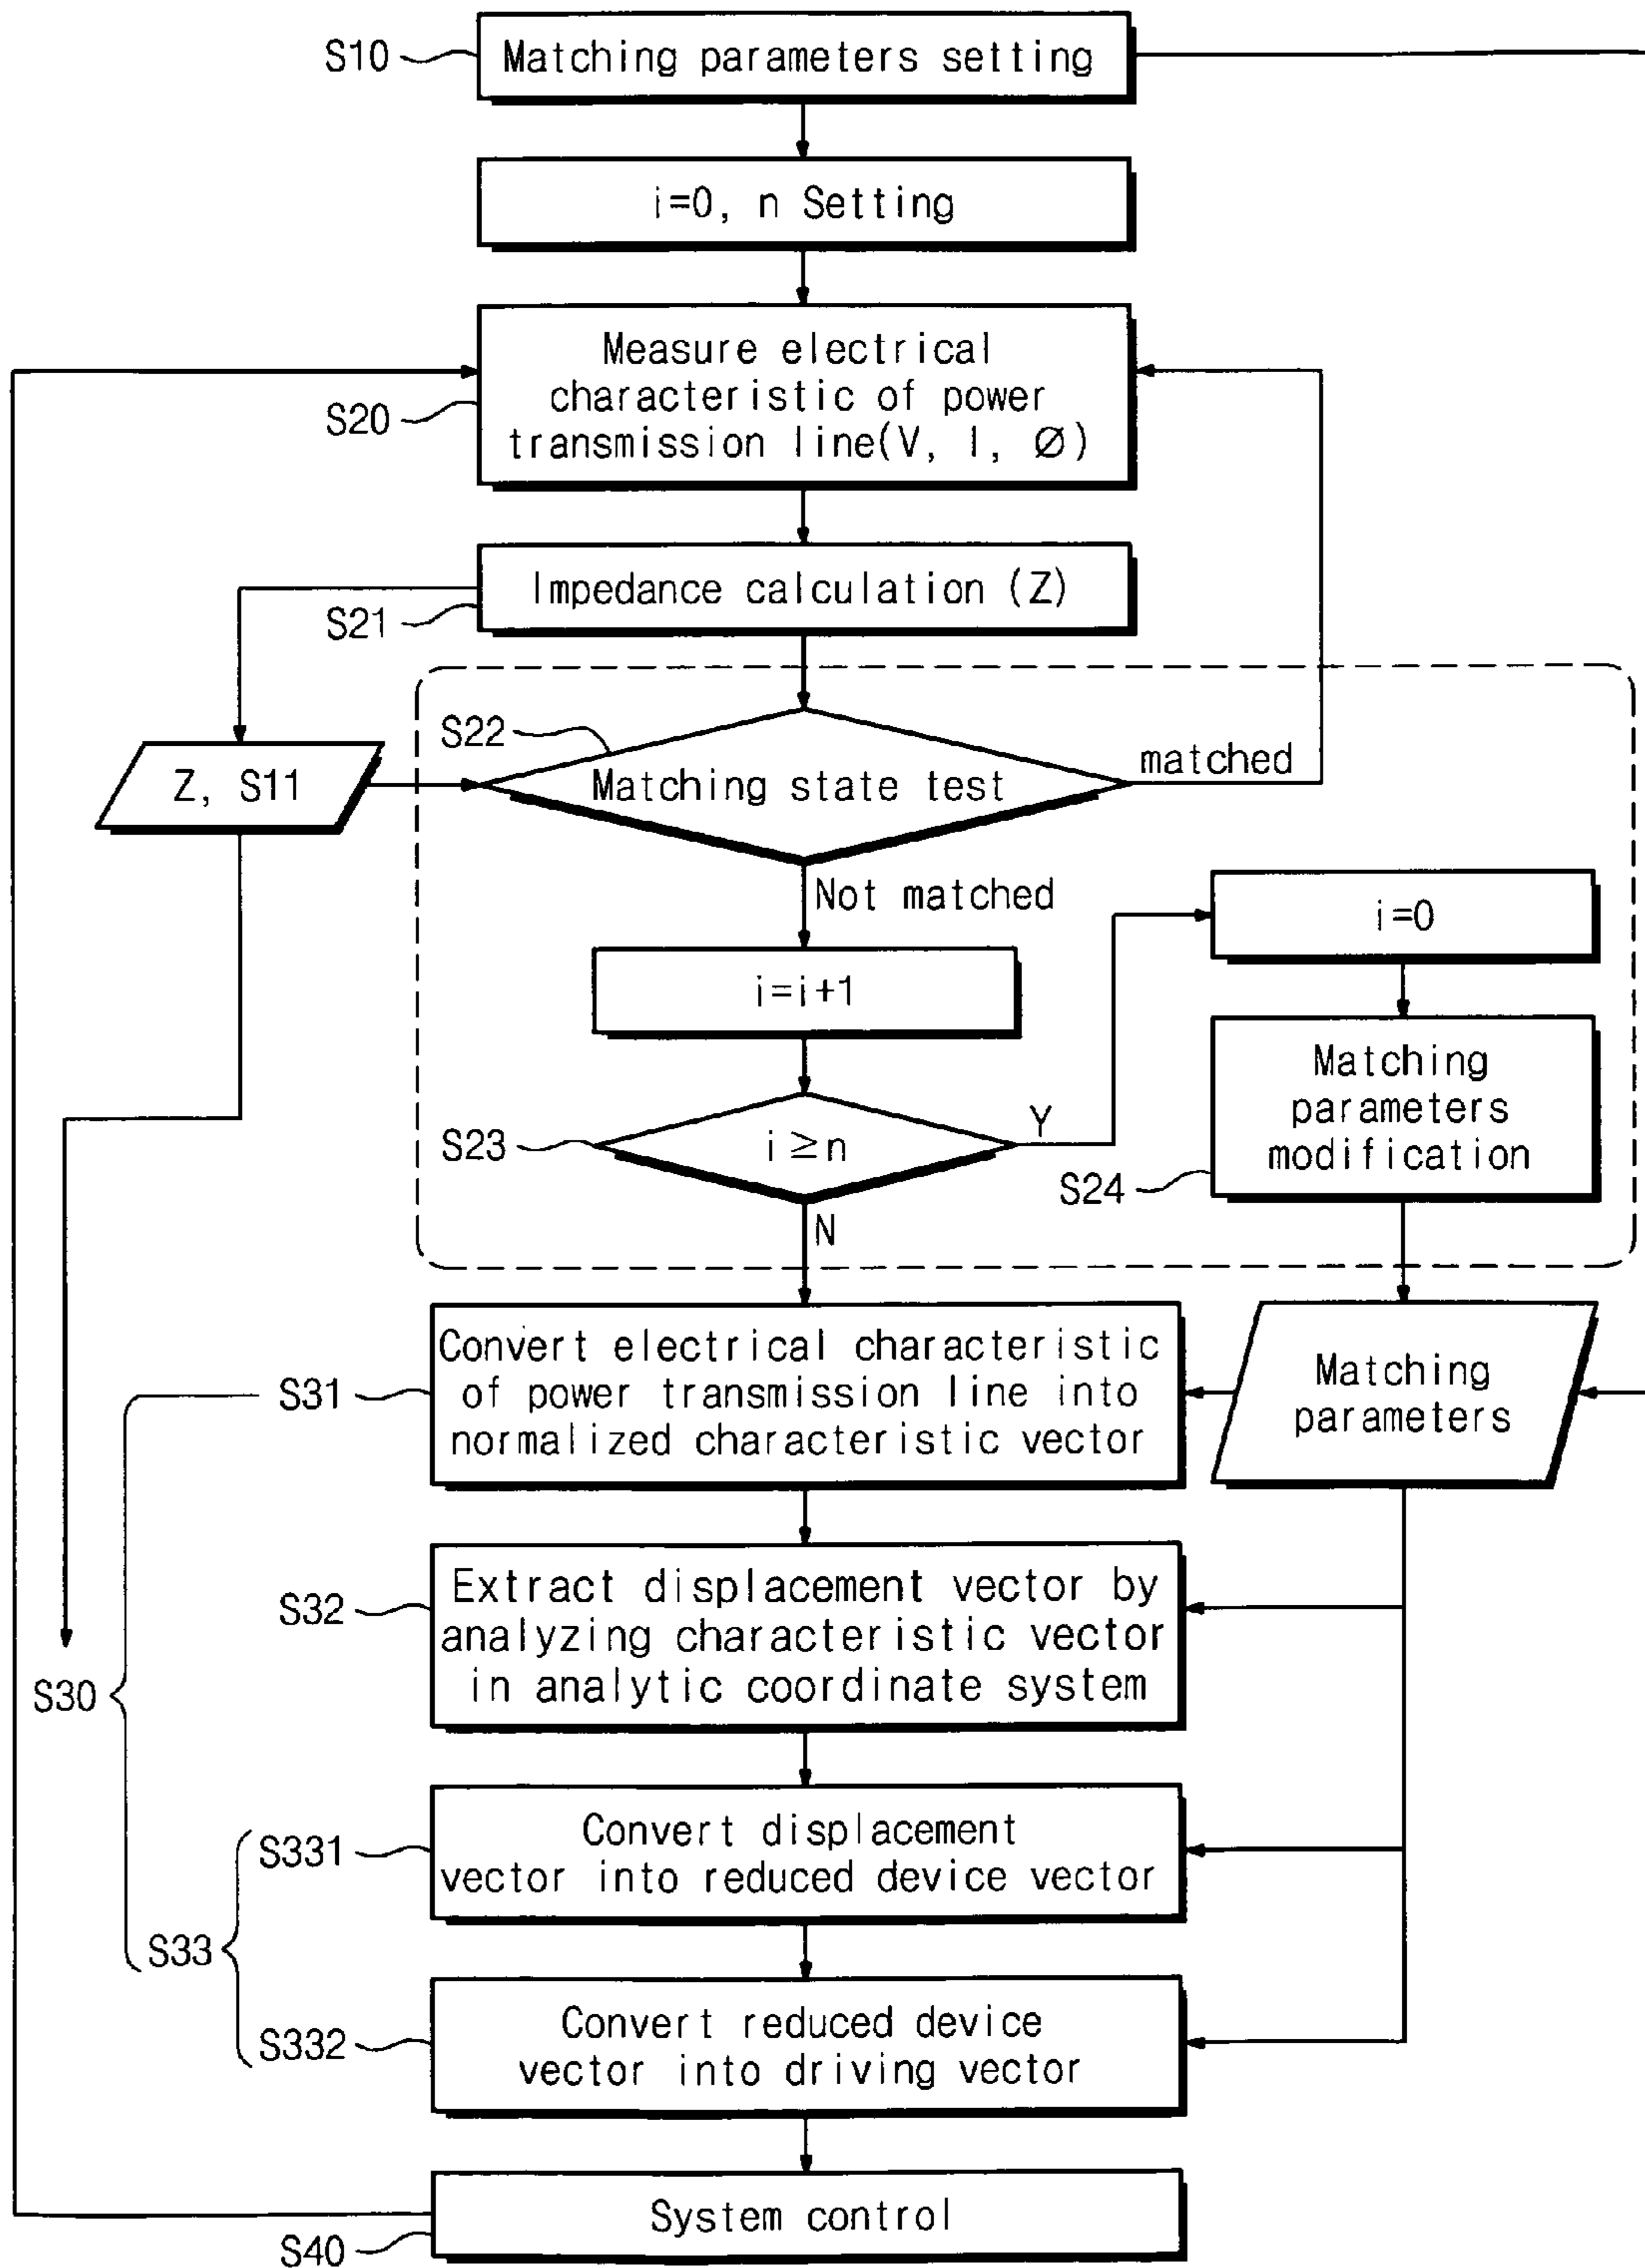 S10
Matching parameters setting
i=0, n Setting
Measure electrical
characteristic of power
transmission line(V, I, Ø)
S20
Impedance calculation (Z)
S21
S22
Z, S11
Matching state test
matched
Not matched
i=0
i=i+1
Matching
parameters
modification
S23
i≥n
Y
S24
N
Convert electrical characteristic
of power transmission line into
normalized characteristic vector
S31
Matching
parameters
Extract displacement vector by
analyzing characteristic vector
in analytic coordinate system
S32
S30
Convert displacement
vector into reduced device vector
S331
S33
Convert reduced device
vector into driving vector
S332
System control
S40